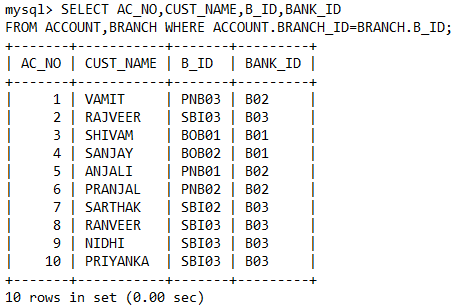 mysql> SELECT AC_NO,CUST_NAME,B_ID,BANK_ID
FROM ACCOUNT,BRANCH WHERE ACCOUNT.BRANCH_ID=BRANCH.B_ID;
+-------+-----------+-------+---------+
| AC_NO | CUST_NAME | B_ID  | BANK_ID |
+-------+-----------+-------+---------+
|     1 | VAMIT     | PNB03 | B02     |
|     2 | RAJVEER   | SBI03 | B03     |
|     3 | SHIVAM    | BOB01 | B01     |
|     4 | SANJAY    | BOB02 | B01     |
|     5 | ANJALI    | PNB01 | B02     |
|     6 | PRANJAL   | PNB02 | B02     |
|     7 | SARTHAK   | SBI02 | B03     |
|     8 | RANVEER   | SBI03 | B03     |
|     9 | NIDHI     | SBI03 | B03     |
|    10 | PRIYANKA  | SBI03 | B03     |
+-------+-----------+-------+---------+
10 rows in set (0.00 sec)